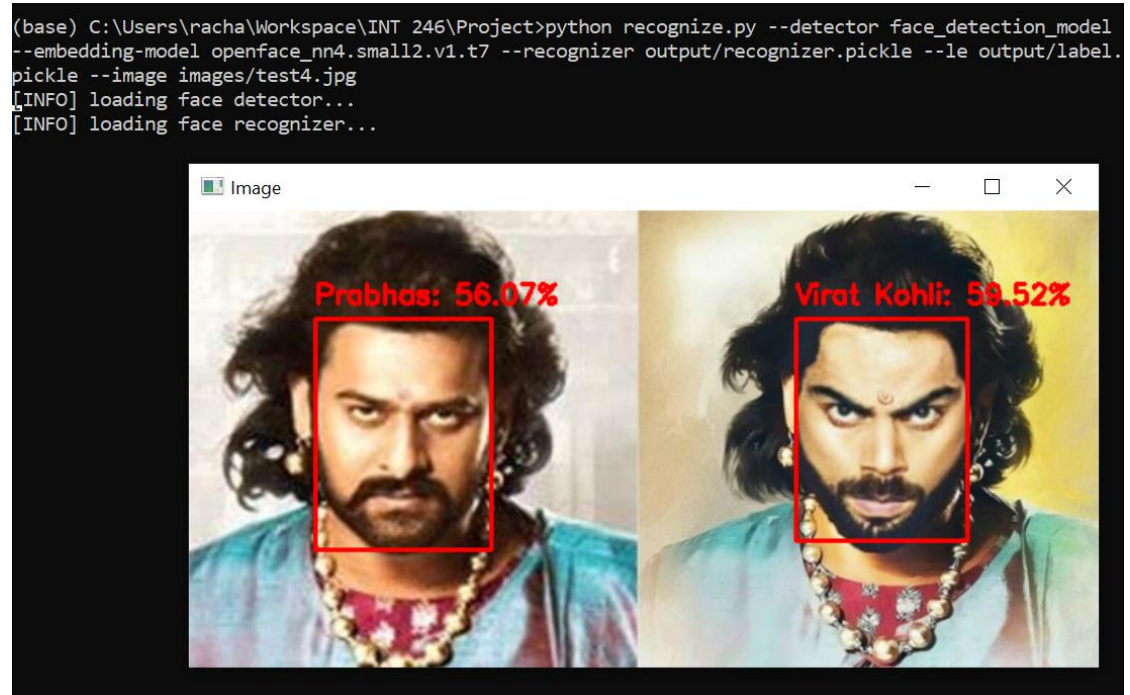 (base) C:\Users\racha\Workspace\INT 246\Project>python recognize.py --detector face_detection_model
--embedding-model openface_nn4.small2.v1.t7 --recognizer output/recognizer.pickle --le output/label.
pickle --image images/test4.jpg
[INFO] loading face detector...
[INFO] loading face recognizer...
Image
Prabhas: 56.07%
Virat Kohli: 59.52%